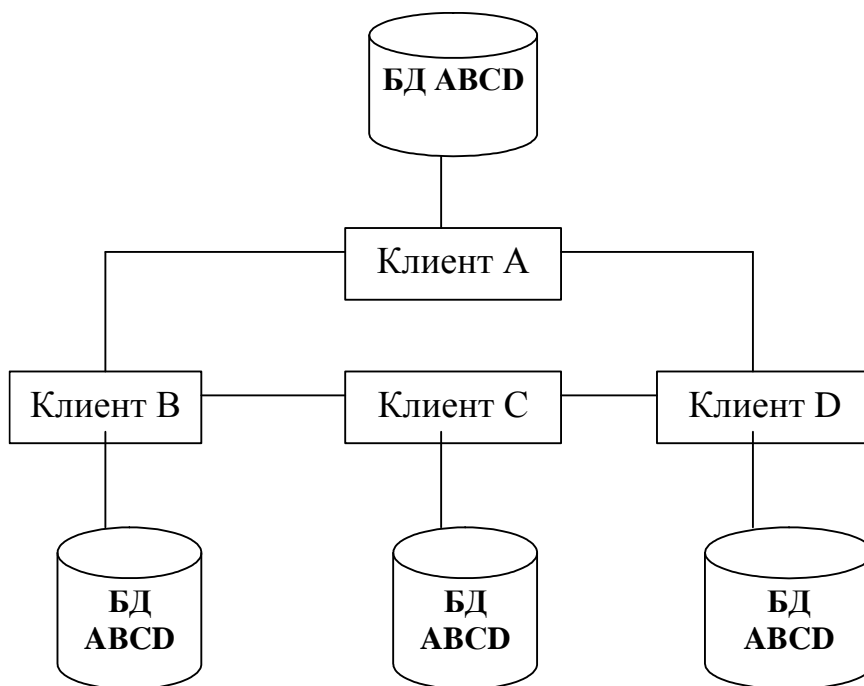 БД ABCD
Клиент A
Клиент B
Клиент C
Клиент D
БД
ABCD
БД
ABCD
БД
ABCD